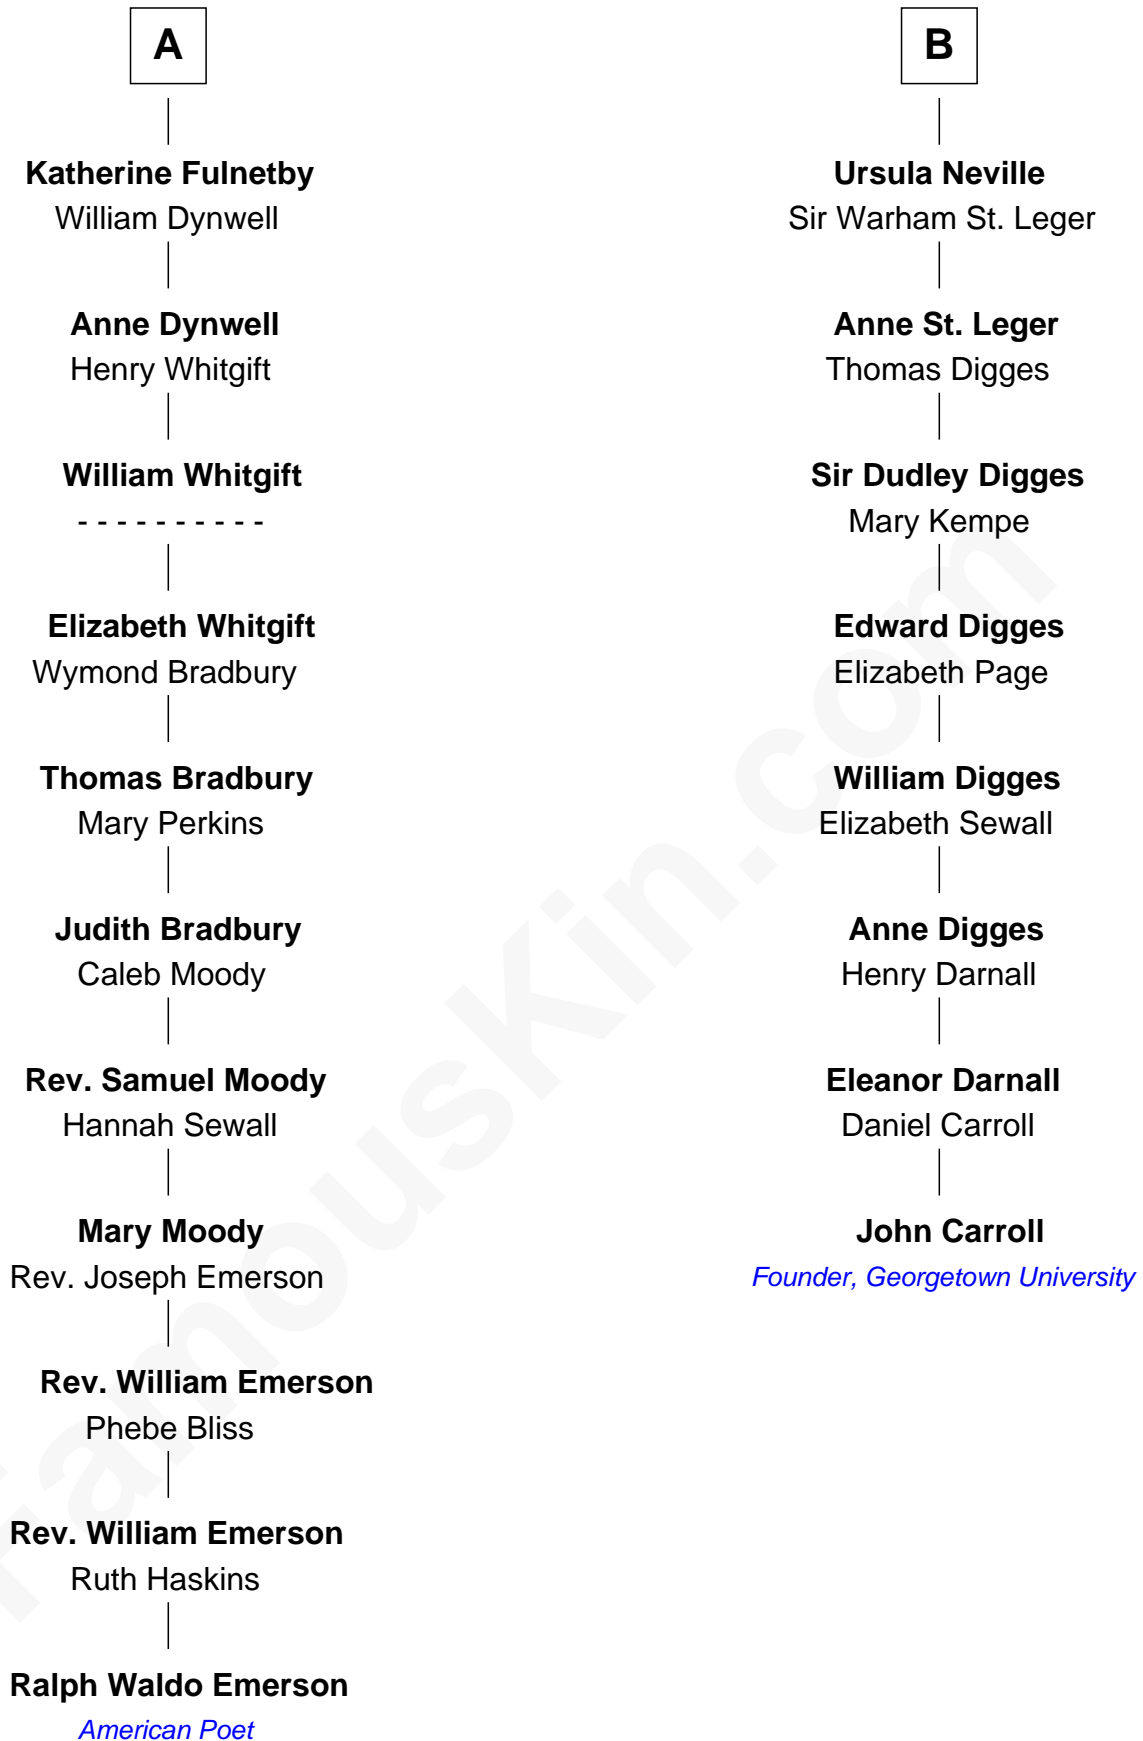 A
Katherine Fulnetby
William Dynwell
Anne Dynwell
Henry Whitgift
William Whitgift
- - - - - - - - - -
Elizabeth Whitgift
Wymond Bradbury
Thomas Bradbury
Mary Perkins
Judith Bradbury
Caleb Moody
Rev. Samuel Moody
Hannah Sewall
Mary Moody
Rev. Joseph Emerson
Rev. William Emerson
Phebe Bliss
Rev. William Emerson
Ruth Haskins
Ralph Waldo Emerson
American Poet
B
Ursula Neville
Sir Warham St. Leger
Anne St. Leger
Thomas Digges
Sir Dudley Digges
Mary Kempe
Edward Digges
Elizabeth Page
William Digges
Elizabeth Sewall
Anne Digges
Henry Darnall
Eleanor Darnall
Daniel Carroll
John Carroll
Founder, Georgetown University
FamousKin.com